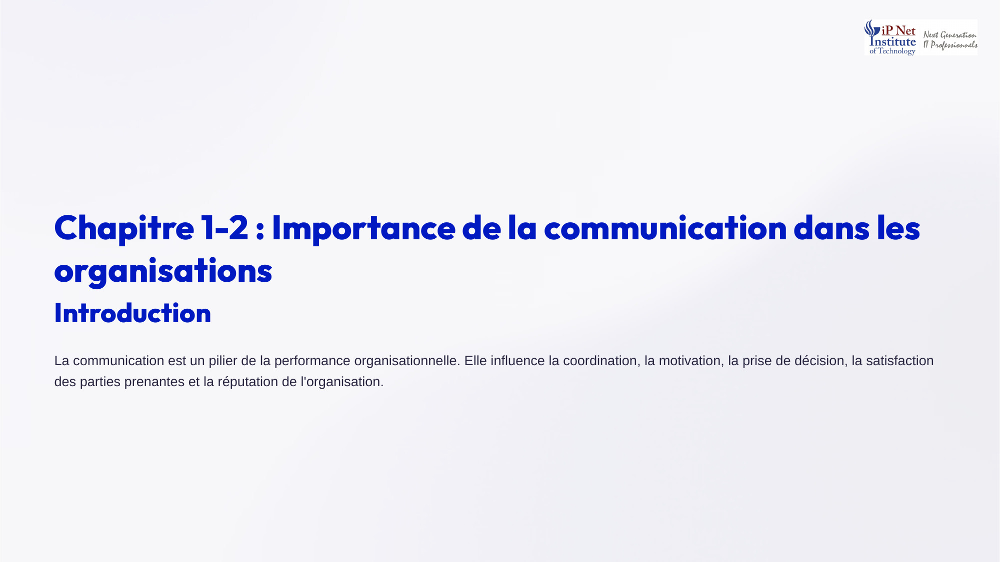 iP Net
Institute
of Technology
Next Generation
IT Professionnels
Chapitre 1-2 : Importance de la communication dans les
organisations
Introduction
La communication est un pilier de la performance organisationnelle. Elle influence la coordination, la motivation, la prise de décision, la satisfaction
des parties prenantes et la réputation de l'organisation.